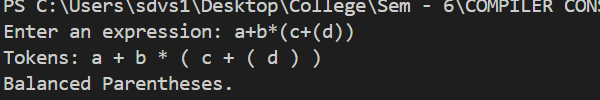 PS C:\Users\sdvs1\Desktop\College\Sem - 6\COMPILER CONS
Enter an expression: a+b*(c+(d))
Tokens: a + b * ( c + ( d ) )
Balanced Parentheses.